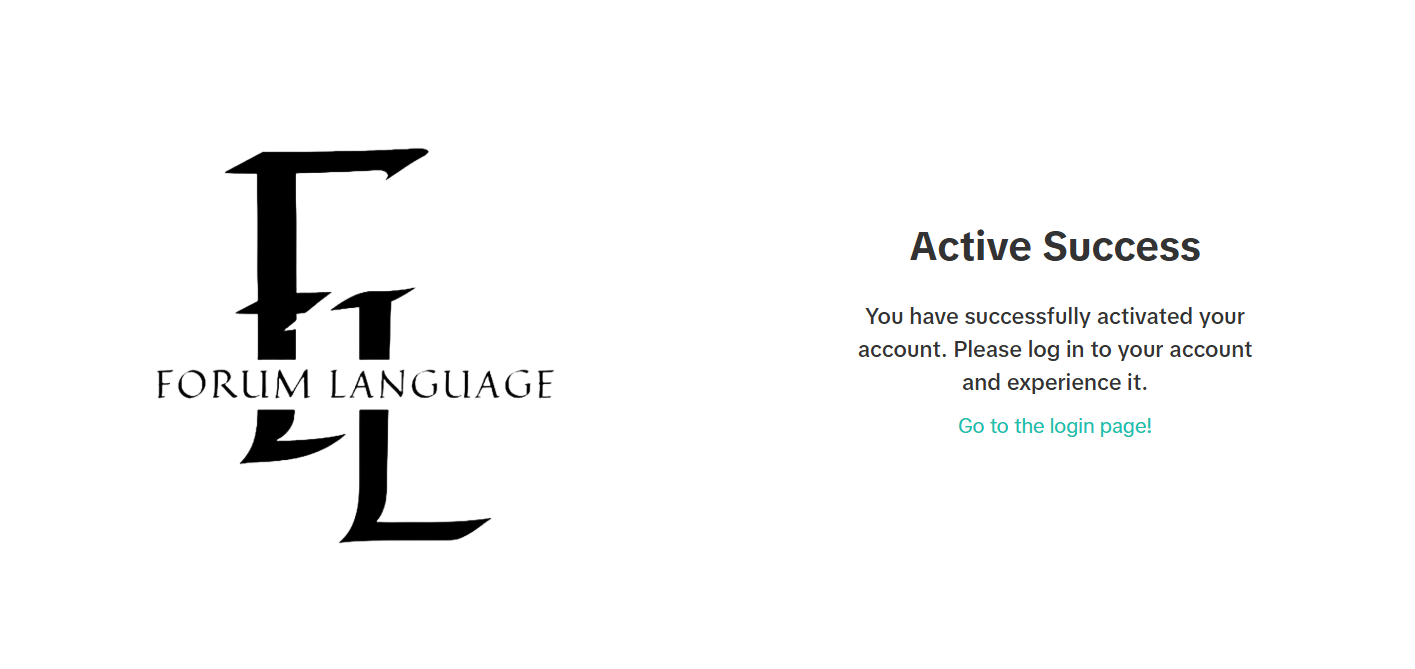 FORUM LANGUAGE
Active Success
You have successfully activated your
account. Please log in to your account
and experience it.
Go to the login page!